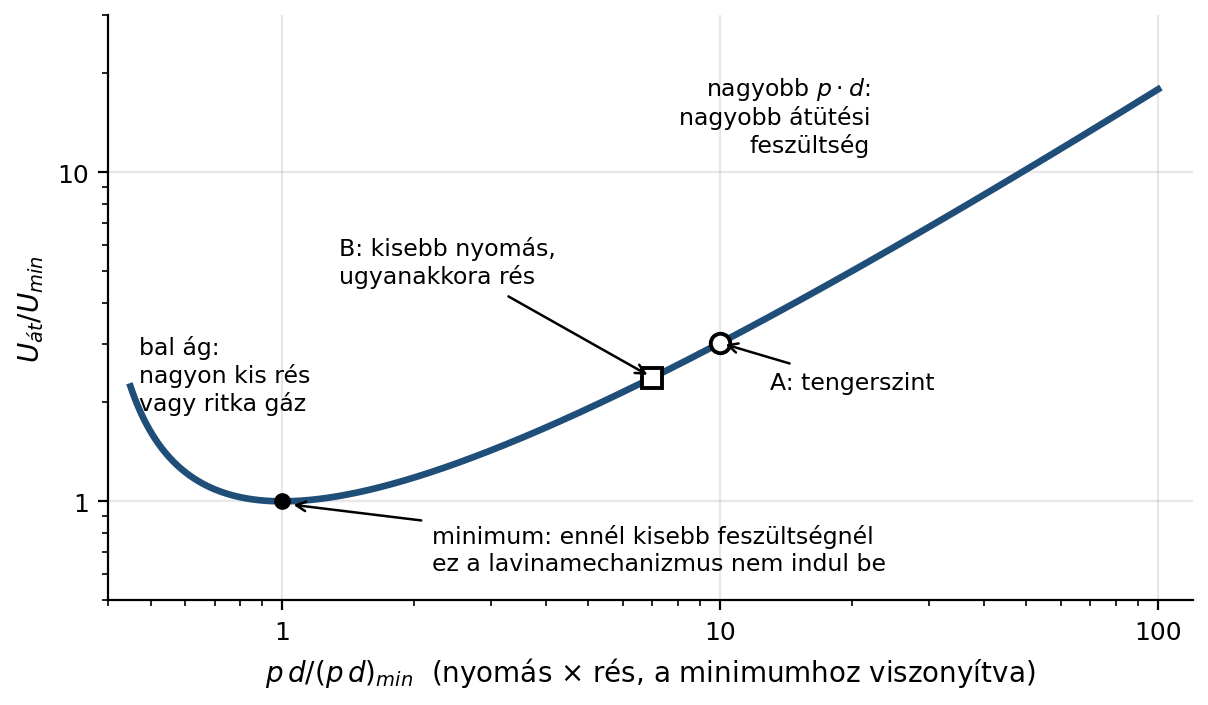 nagyobb p · d:
nagyobb átütési
feszültség
10
B: kisebb nyomás,
ugyanakkora rés
U_át/U_min
bal ág:
nagyon kis rés
vagy ritka gáz
A: tengerszint
1
minimum: ennél kisebb feszültségnél
ez a lavinamechanizmus nem indul be
1 10 100
p d/(p d)_min (nyomás × rés, a minimumhoz viszonyítva)